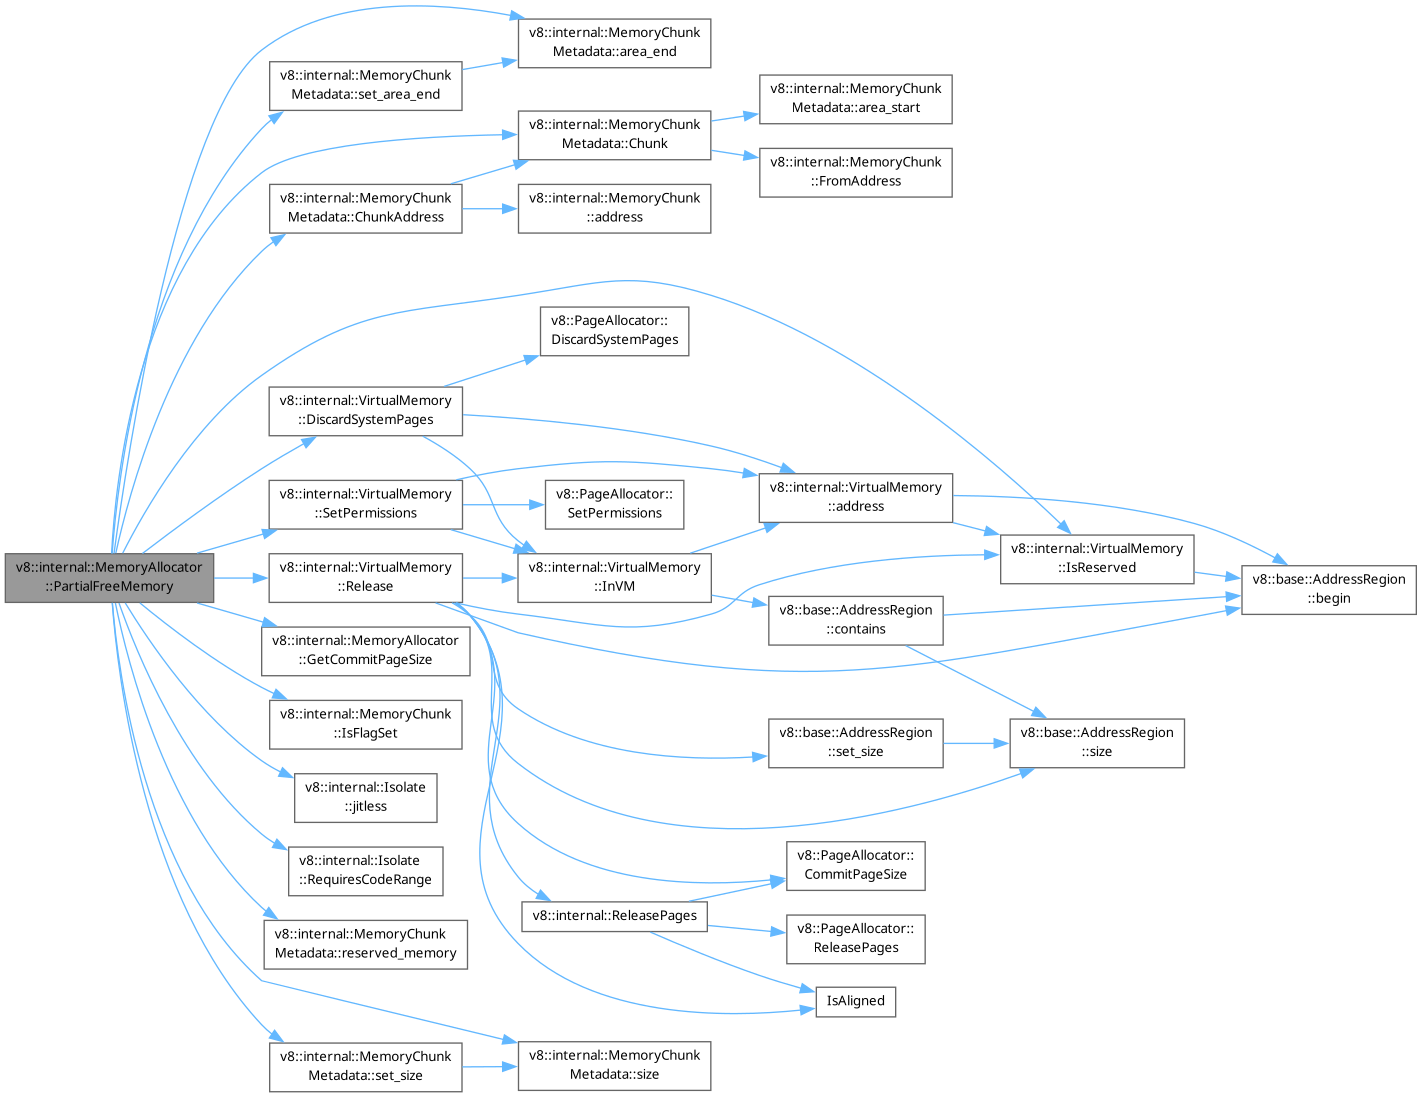 v8::internal::MemoryAllocator
::PartialFreeMemory
v8::internal::MemoryChunk
Metadata::area_end
v8::internal::MemoryChunk
Metadata::set_area_end
v8::internal::MemoryChunk
Metadata::Chunk
v8::internal::MemoryChunk
Metadata::area_start
v8::internal::MemoryChunk
::FromAddress
v8::internal::MemoryChunk
Metadata::ChunkAddress
v8::internal::MemoryChunk
::address
v8::internal::VirtualMemory
::DiscardSystemPages
v8::PageAllocator::
DiscardSystemPages
v8::internal::VirtualMemory
::SetPermissions
v8::PageAllocator::
SetPermissions
v8::internal::VirtualMemory
::address
v8::internal::VirtualMemory
::Release
v8::internal::VirtualMemory
::InVM
v8::internal::VirtualMemory
::IsReserved
v8::base::AddressRegion
::begin
v8::base::AddressRegion
::contains
v8::internal::MemoryAllocator
::GetCommitPageSize
v8::internal::MemoryChunk
::IsFlagSet
v8::base::AddressRegion
::set_size
v8::base::AddressRegion
::size
v8::internal::Isolate
::jitless
v8::internal::Isolate
::RequiresCodeRange
v8::PageAllocator::
CommitPageSize
v8::internal::ReleasePages
v8::PageAllocator::
ReleasePages
v8::internal::MemoryChunk
Metadata::reserved_memory
IsAligned
v8::internal::MemoryChunk
Metadata::set_size
v8::internal::MemoryChunk
Metadata::size